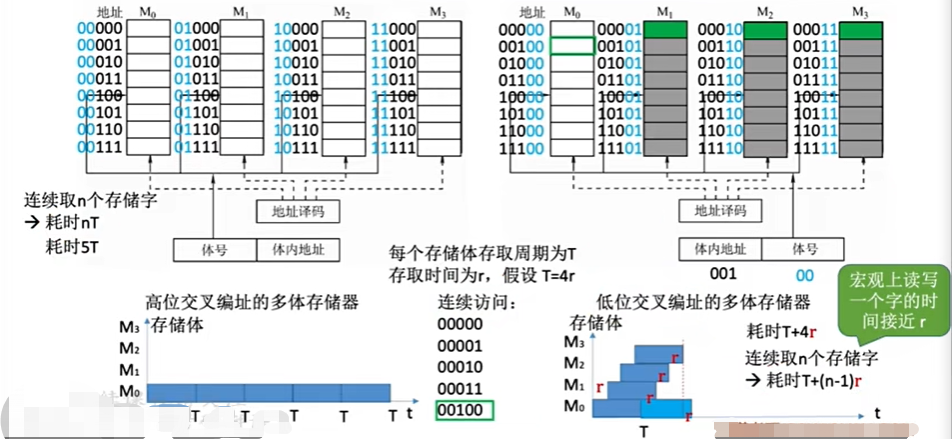 地址 M₀ M₁ M₂ M₃
00000 01000 10000 11000
00001 01001 10001 11001
00010 01010 10010 11010
00011 01011 10011 11011
00100 01100 10100 11100
00101 01101 10101 11101
00110 01110 10110 11110
00111 01111 10111 11111
地址译码
体号 体内地址
连续取n个存储字
→ 耗时nT
耗时5T
地址 M₀ M₁ M₂ M₃
00000 00001 00010 00011
00100 00101 00110 00111
01000 01001 01010 01011
01100 01101 01110 01111
10000 10001 10010 10011
10100 10101 10110 10111
11000 11001 11010 11011
11100 11101 11110 11111
地址译码
体内地址 体号
001 00
每个存储体存取周期为T
存取时间为r，假设 T=4r
宏观上读写
一个字的时
间接近 r
高位交叉编址的多体存储器
存储体
M₃
M₂
M₁
M₀
T T T T T t
连续访问：
00000
00001
00010
00011
00100
低位交叉编址的多体存储器
存储体
M₃
M₂
M₁
M₀
r r r r r
T t
耗时T+4r
连续取n个存储字
→ 耗时T+(n-1)r